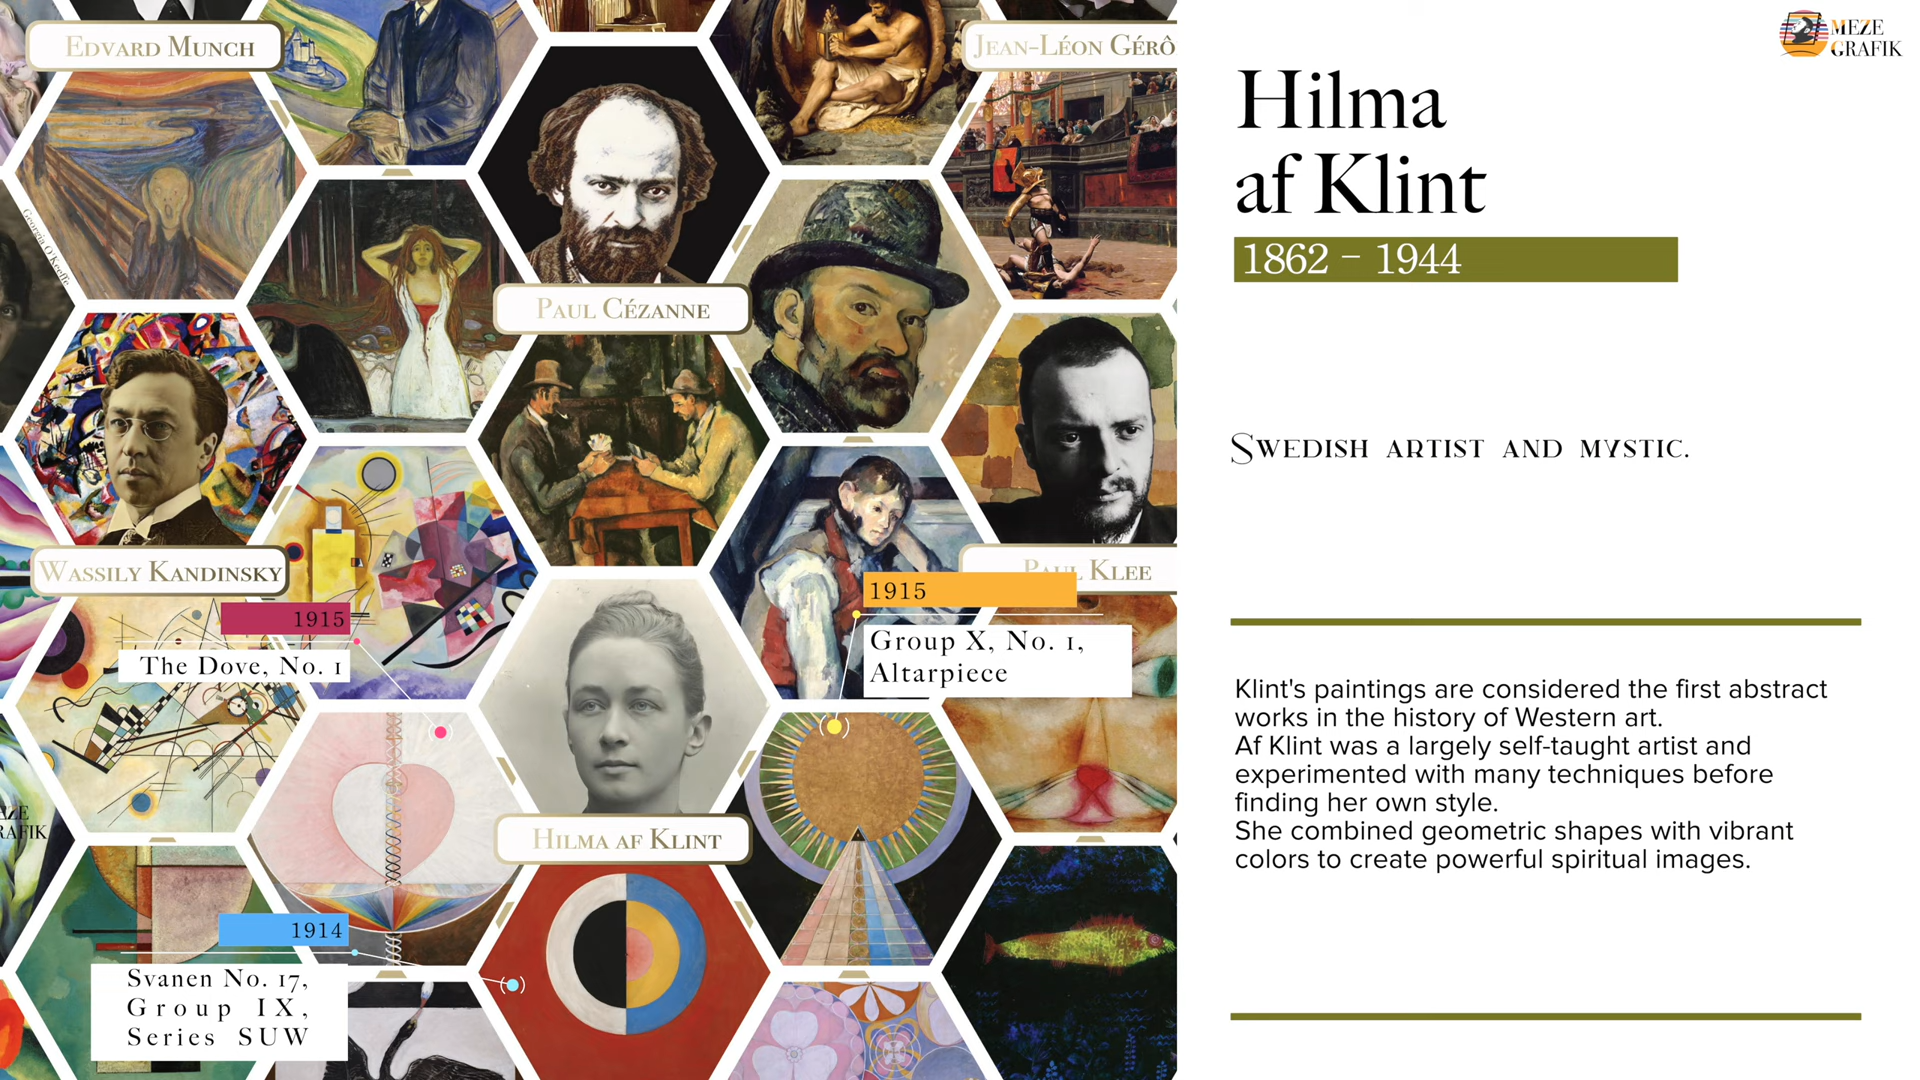 Edvard Munch
Jean-Léon Gérô
MEZE
GRAFIK
Hilma
af Klint
1862 – 1944
Georgia O'Keeffe
Paul Cézanne
Swedish artist and mystic.
Wassily Kandinsky
Paul Klee
1915
The Dove, No. 1
1915
Group X, No. 1,
Altarpiece
Klint's paintings are considered the first abstract
works in the history of Western art.
Af Klint was a largely self-taught artist and
experimented with many techniques before
finding her own style.
She combined geometric shapes with vibrant
colors to create powerful spiritual images.
EZE
RAFIK
Hilma af Klint
1914
Svanen No. 17,
Group IX,
Series SUW